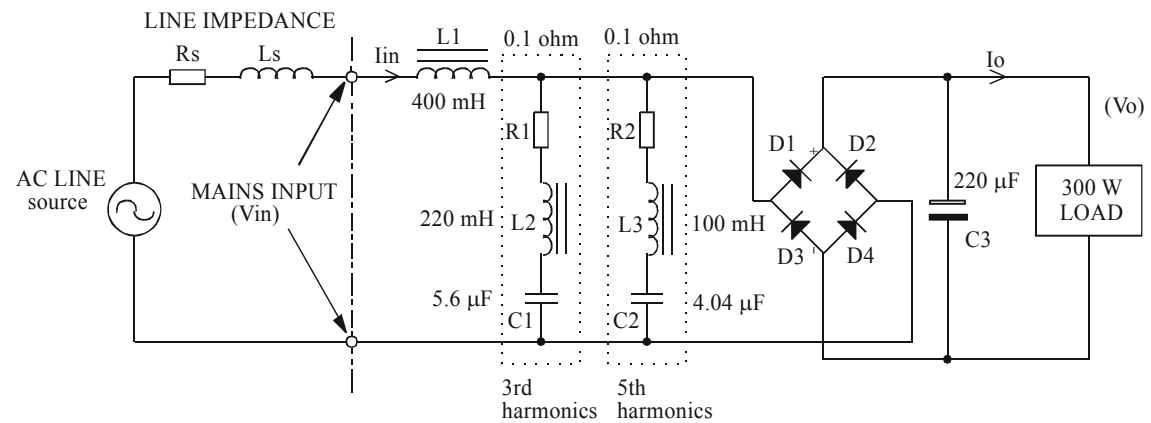 LINE IMPEDANCE
Rs
Ls
Iin
L1
400 mH
0.1 ohm
0.1 ohm
Io
(Vo)
R1
R2
D1
D2
+
AC LINE
source
MAINS INPUT
(Vin)
220 mH
L2
L3
100 mH
D3
-
D4
220 µF
C3
300 W
LOAD
5.6 µF
C1
C2
4.04 µF
3rd
harmonics
5th
harmonics